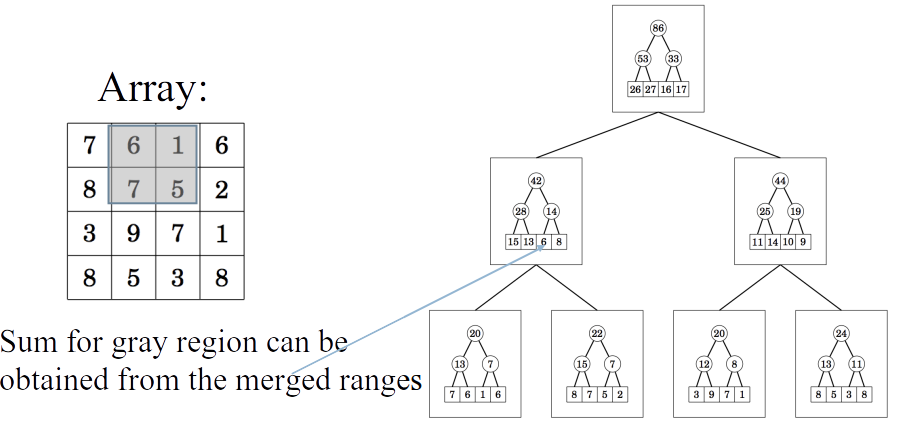 Array:
7 6 1 6
8 7 5 2
3 9 7 1
8 5 3 8
Sum for gray region can be
obtained from the merged ranges
86
53 33
26 27 16 17
42
28 14
15 13 6 8
44
25 19
11 14 10 9
20
13 7
7 6 1 6
22
15 7
8 7 5 2
20
12 8
3 9 7 1
24
13 11
8 5 3 8